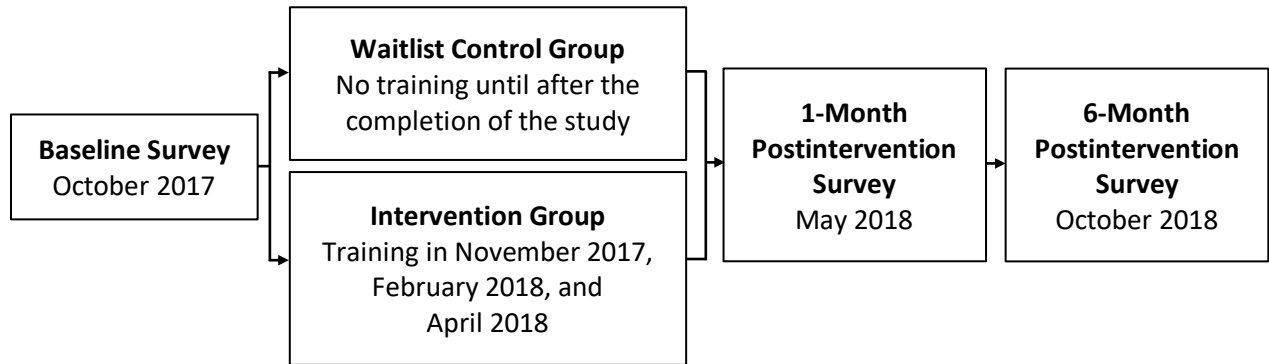 Baseline Survey
October 2017
Waitlist Control Group
No training until after the
completion of the study
Intervention Group
Training in November 2017,
February 2018, and
April 2018
1-Month
Postintervention
Survey
May 2018
6-Month
Postintervention
Survey
October 2018